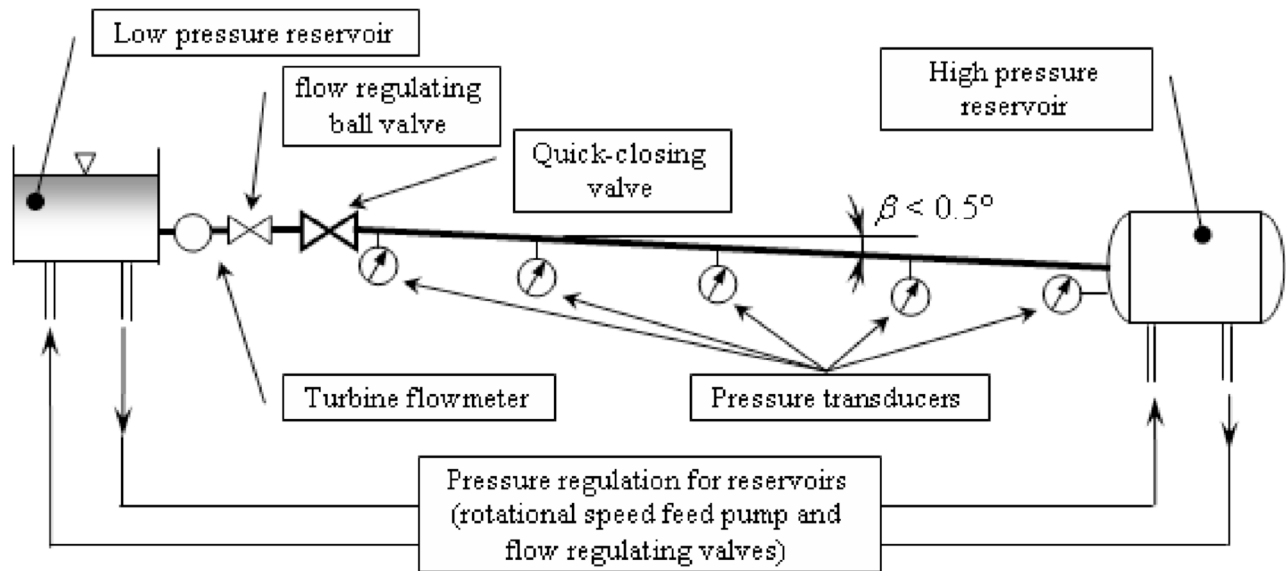 Low pressure reservoir
flow regulating
ball valve
Quick-closing
valve
High pressure
reservoir
β < 0.5°
Turbine flowmeter
Pressure transducers
Pressure regulation for reservoirs
(rotational speed feed pump and
flow regulating valves)